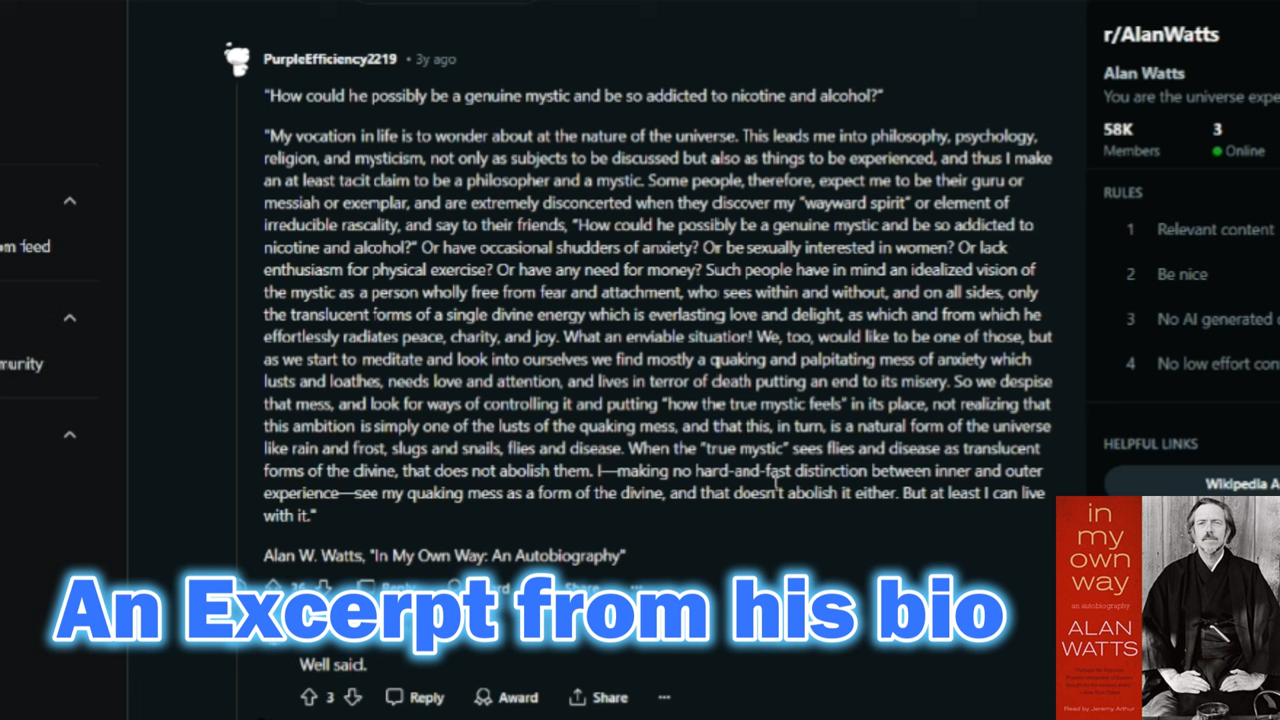 PurpleEfficiency2219 • 3y ago
"How could he possibly be a genuine mystic and be so addicted to nicotine and alcohol?"
"My vocation in life is to wonder about at the nature of the universe. This leads me into philosophy, psychology,
religion, and mysticism, not only as subjects to be discussed but also as things to be experienced, and thus I make
an at least tacit claim to be a philosopher and a mystic. Some people, therefore, expect me to be their guru or
messiah or exemplar, and are extremely disconcerted when they discover my "wayward spirit" or element of
irreducible rascality, and say to their friends, "How could he possibly be a genuine mystic and be so addicted to
nicotine and alcohol?" Or have occasional shudders of anxiety? Or be sexually interested in women? Or lack
enthusiasm for physical exercise? Or have any need for money? Such people have in mind an idealized vision of
the mystic as a person wholly free from fear and attachment, who sees within and without, and on all sides, only
the translucent forms of a single divine energy which is everlasting love and delight, as which and from which he
effortlessly radiates peace, charity, and joy. What an enviable situation! We, too, would like to be one of those, but
as we start to meditate and look into ourselves we find mostly a quaking and palpitating mess of anxiety which
lusts and loathes, needs love and attention, and lives in terror of death putting an end to its misery. So we despise
that mess, and look for ways of controlling it and putting "how the true mystic feels" in its place, not realizing that
this ambition is simply one of the lusts of the quaking mess, and that this, in turn, is a natural form of the universe
like rain and frost, slugs and snails, flies and disease. When the "true mystic" sees flies and disease as translucent
forms of the divine, that does not abolish them. I—making no hard-and-fast distinction between inner and outer
experience—see my quaking mess as a form of the divine, and that doesn't abolish it either. But at least I can live
with it."
Alan W. Watts, "In My Own Way: An Autobiography"
An Excerpt from his bio
Well said.
3 Reply Award Share
om feed
munity
r/AlanWatts
Alan Watts
You are the universe expe
58K 3
Members Online
RULES
1 Relevant content
2 Be nice
3 No AI generated
4 No low effort con
HELPFUL LINKS
Wikipedia A
in
my
own
way
an autobiography
ALAN
WATTS
Read by Jeremy Arthur